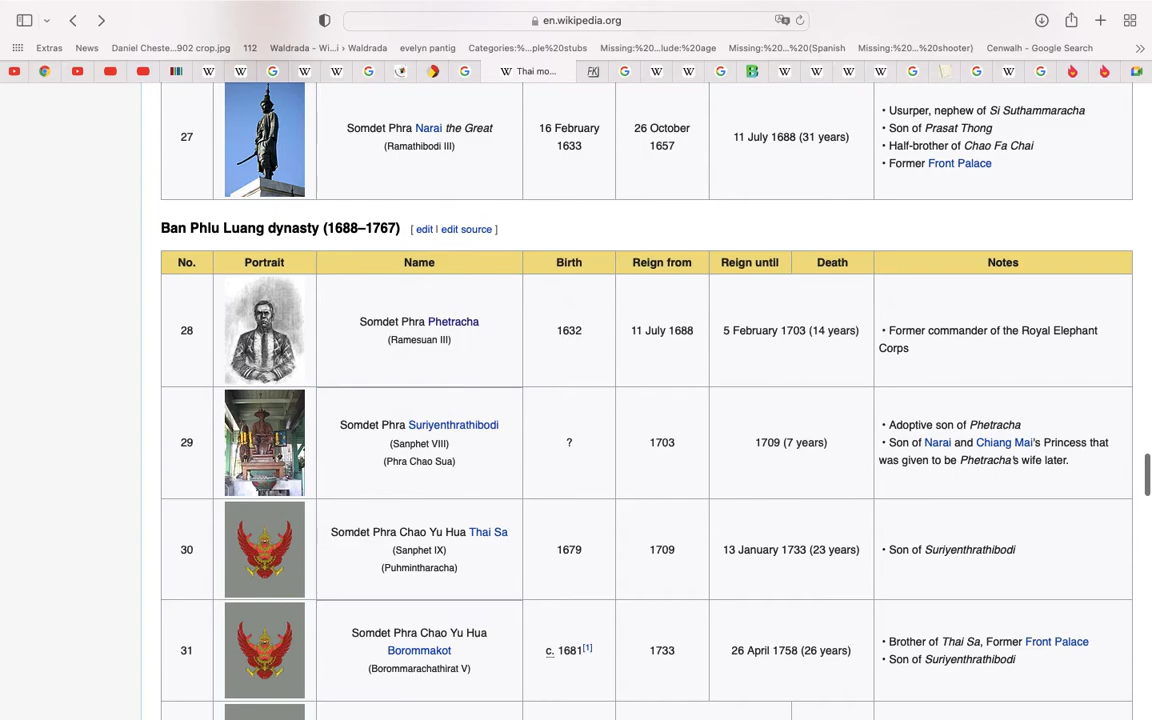 en.wikipedia.org
Extras News Daniel Cheste...902 crop.jpg 112 Waldrada - Wi...i › Waldrada evelyn pantig Categories:%...ple%20stubs Missing:%20...lude:%20age Missing:%20...%20(Spanish Missing:%20...%20shooter) Cenwalh - Google Search
Thai mo...
27
Somdet Phra Narai the Great
(Ramathibodi III)
16 February
1633
26 October
1657
11 July 1688 (31 years)
• Usurper, nephew of Si Suthammaracha
• Son of Prasat Thong
• Half-brother of Chao Fa Chai
• Former Front Palace
Ban Phlu Luang dynasty (1688–1767) [ edit | edit source ]
No. Portrait Name Birth Reign from Reign until Death Notes
28
Somdet Phra Phetracha
(Ramesuan III)
1632
11 July 1688
5 February 1703 (14 years)
• Former commander of the Royal Elephant
Corps
29
Somdet Phra Suriyenthrathibodi
(Sanphet VIII)
(Phra Chao Sua)
?
1703
1709 (7 years)
• Adoptive son of Phetracha
• Son of Narai and Chiang Mai's Princess that
was given to be Phetracha's wife later.
30
Somdet Phra Chao Yu Hua Thai Sa
(Sanphet IX)
(Puhmintharacha)
1679
1709
13 January 1733 (23 years)
• Son of Suriyenthrathibodi
31
Somdet Phra Chao Yu Hua
Borommakot
(Borommarachathirat V)
c. 1681[1]
1733
26 April 1758 (26 years)
• Brother of Thai Sa, Former Front Palace
• Son of Suriyenthrathibodi